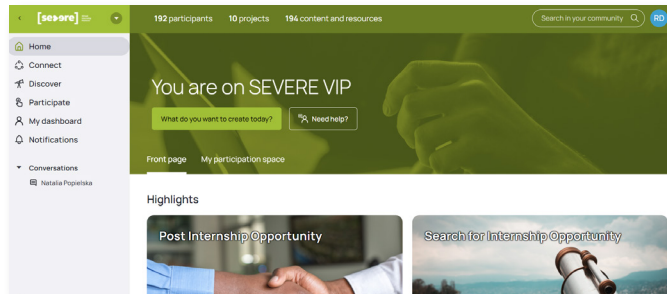 [severe]
192 participants 10 projects 194 content and resources Search in your community RD
Home
Connect
Discover
Participate
My dashboard
Notifications
Conversations
Natalia Popielska
You are on SEVERE VIP
What do you want to create today? Need help?
Front page My participation space
Highlights
Post Internship Opportunity Search for Internship Opportunity